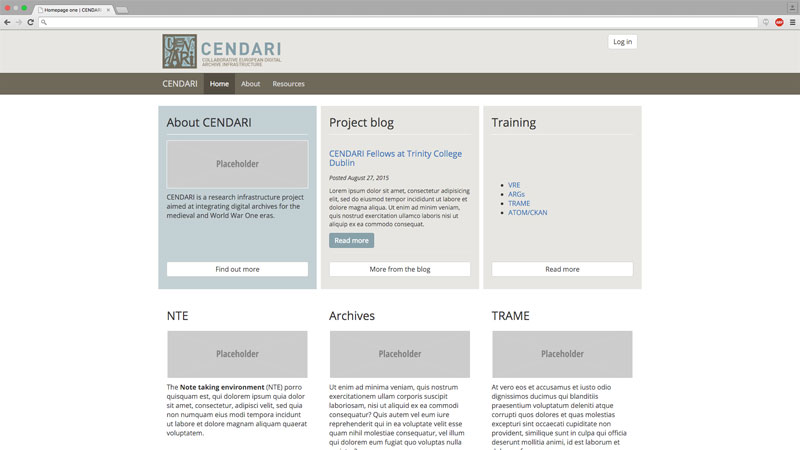 Homepage one | CENDARI
CENDARI
COLLABORATIVE EUROPEAN DIGITAL
ARCHIVE INFRASTRUCTURE
Log in
CENDARI Home About Resources
About CENDARI
Placeholder
CENDARI is a research infrastructure project
aimed at integrating digital archives for the
medieval and World War One eras.
Find out more
Project blog
CENDARI Fellows at Trinity College
Dublin
Posted August 27, 2015
Lorem ipsum dolor sit amet, consectetur adipisicing
elit, sed do eiusmod tempor incididunt ut labore et
dolore magna aliqua. Ut enim ad minim veniam,
quis nostrud exercitation ullamco laboris nisi ut
aliquip ex ea commodo consequat.
Read more
More from the blog
Training
VRE
ARGs
TRAME
ATOM/CKAN
Read more
NTE
Placeholder
The Note taking environment (NTE) porro
quisquam est, qui dolorem ipsum quia dolor
sit amet, consectetur, adipisci velit, sed quia
non numquam eius modi tempora incidunt
ut labore et dolore magnam aliquam quaerat
voluptatem.
Archives
Placeholder
Ut enim ad minima veniam, quis nostrum
exercitationem ullam corporis suscipit
laboriosam, nisi ut aliquid ex ea commodi
consequatur? Quis autem vel eum iure
reprehenderit qui in ea voluptate velit esse
quam nihil molestiae consequatur, vel illum
qui dolorem eum fugiat quo voluptas nulla
TRAME
Placeholder
At vero eos et accusamus et iusto odio
dignissimos ducimus qui blanditiis
praesentium voluptatum deleniti atque
corrupti quos dolores et quas molestias
excepturi sint occaecati cupiditate non
provident, similique sunt in culpa qui officia
deserunt mollitia animi, id est laborum et